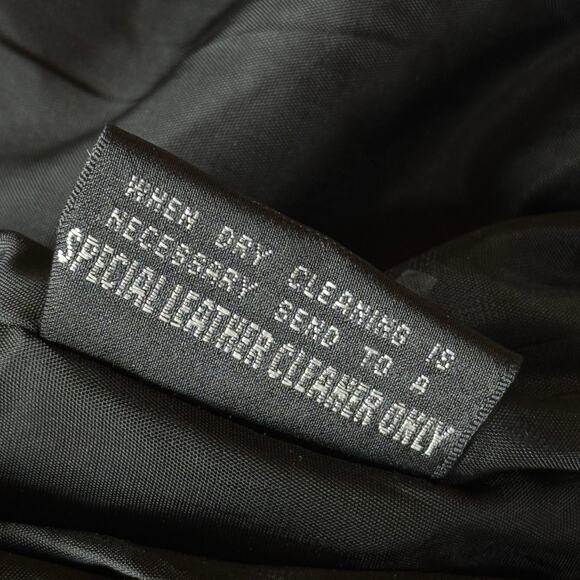 WHEN DRY CLEANING IS
NECESSARY SEND TO A
SPECIAL LEATHER CLEANER ONLY